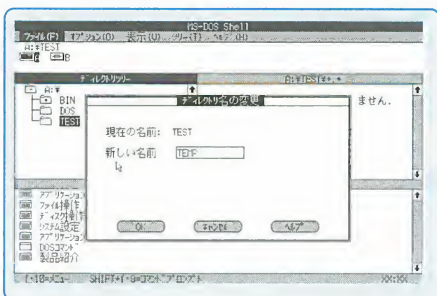 MS-DOS Shell
ファイル(F) オプション(O) 表示(V) ツリー(T) ヘルプ(H)
A:¥TEST
A B
ディレクトリツリー
A:¥TEST¥*.*
A:¥
BIN
DOS
TEST
ません.
ディレクトリ名の変更
現在の名前: TEST
新しい名前 TEMP
OK キャンセル ヘルプ
アプリケーション
ファイル操作
ディスク操作
システム設定
アプリケーション
DOSコマンド
製品紹介
f･10=メニュー SHIFT+f･9=コマンド プロンプト XX:XX